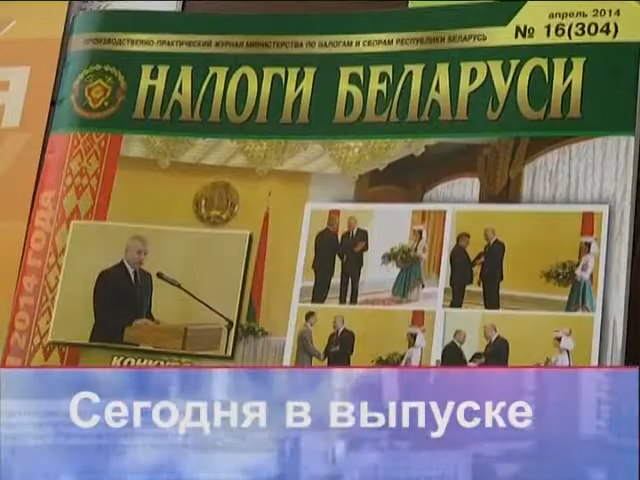 апрель 2014
ПРОИЗВОДСТВЕННО-ПРАКТИЧЕСКИЙ ЖУРНАЛ МИНИСТЕРСТВА ПО НАЛОГАМ И СБОРАМ РЕСПУБЛИКИ БЕЛАРУСЬ
№ 16(304)
НАЛОГИ БЕЛАРУСИ
2014 ГОДА
Сегодня в выпуске